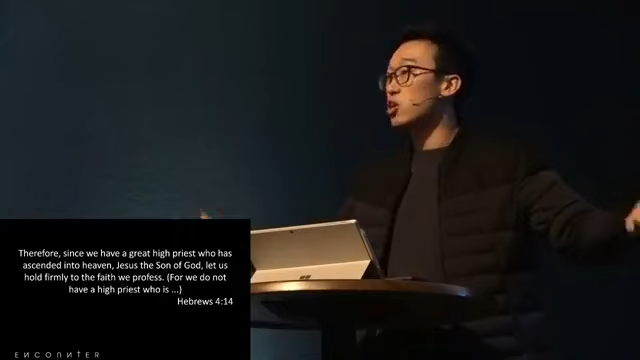 Therefore, since we have a great high priest who has
ascended into heaven, Jesus the Son of God, let us
hold firmly to the faith we profess. (For we do not
have a high priest who is ...)
Hebrews 4:14
ENCOUNTER